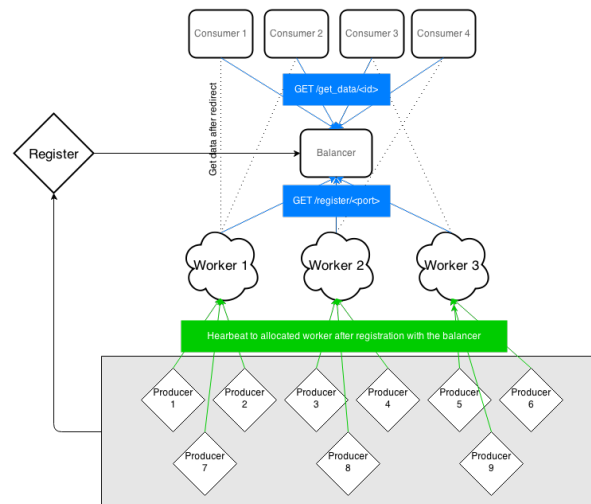 Consumer 1
Consumer 2
Consumer 3
Consumer 4
GET /get_data/<id>
Get data after redirect
Register
Balancer
GET /register/<port>
Worker 1
Worker 2
Worker 3
Hearbeat to allocated worker after registration with the balancer
Producer
1
Producer
2
Producer
3
Producer
4
Producer
5
Producer
6
Producer
7
Producer
8
Producer
9